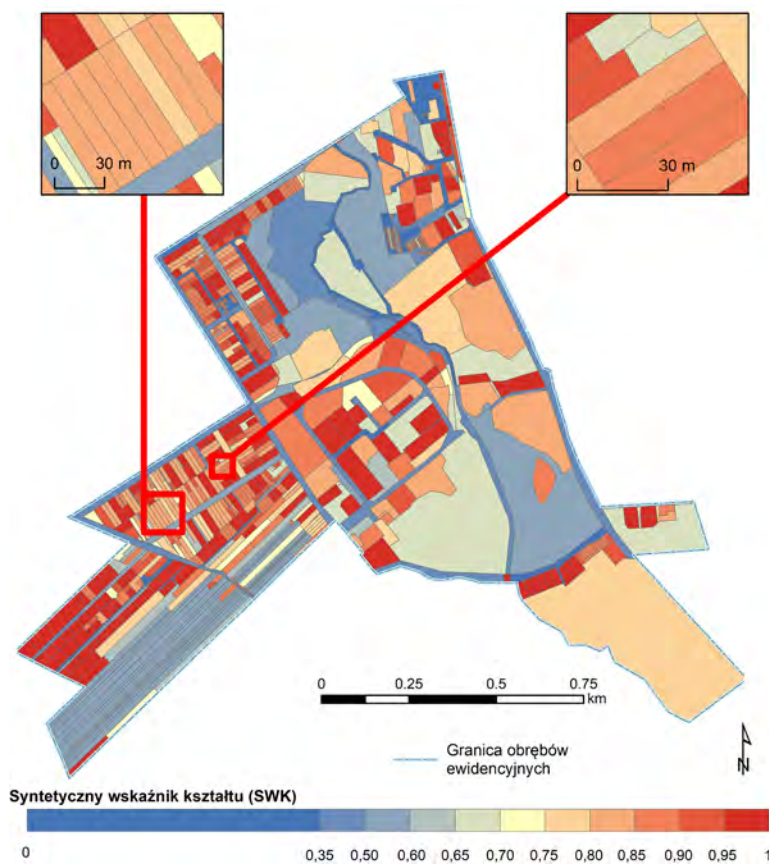 0 30 m
0 30 m
0 0.25 0.5 0.75
km
Granica obrębów
ewidencyjnych
N
Syntetyczny wskaźnik kształtu (SWK)
0 0,35 0,50 0,60 0,65 0,70 0,75 0,80 0,85 0,90 0,95 1